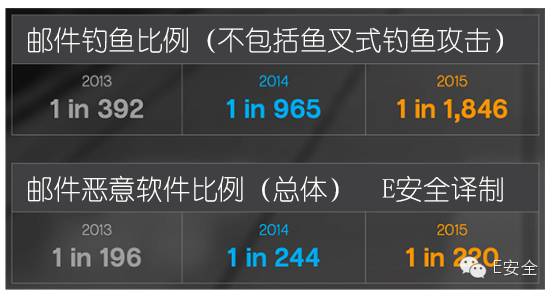 邮件钓鱼比例（不包括鱼叉式钓鱼攻击）
2013 2014 2015
1 in 392 1 in 965 1 in 1,846
邮件恶意软件比例（总体） E安全译制
2013 2014 2015
1 in 196 1 in 244 1 in 220
E安全